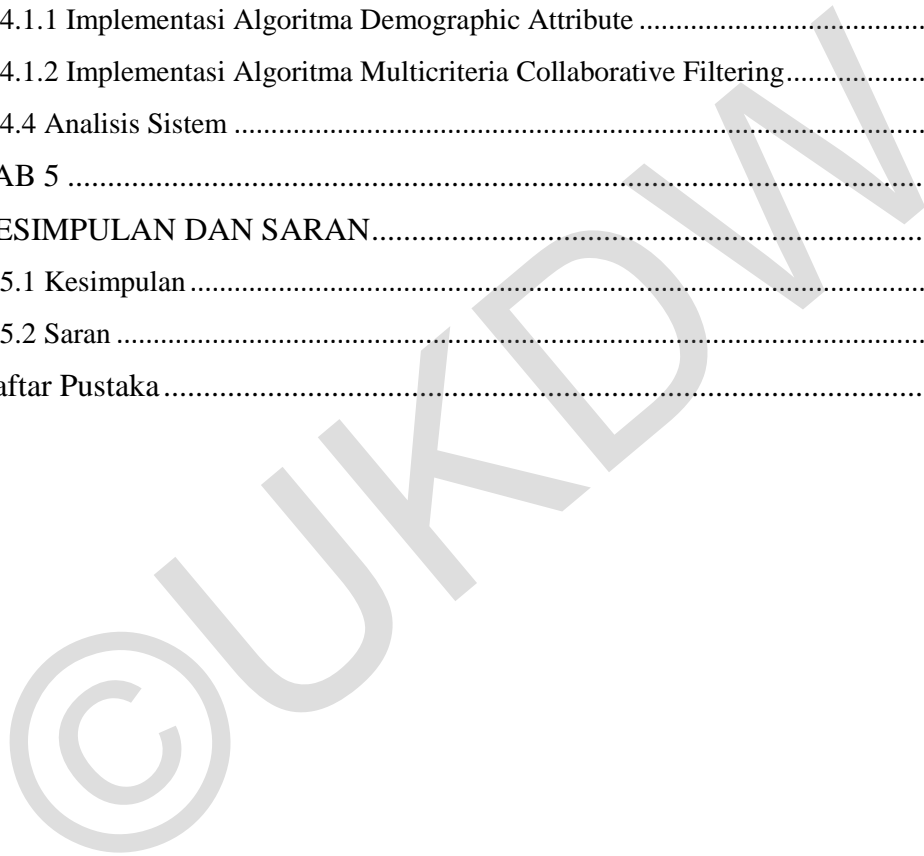 4.1.1 Implementasi Algoritma Demographic Attribute ........................................
4.1.2 Implementasi Algoritma Multicriteria Collaborative Filtering....................
4.4 Analisis Sistem ....................................................................................................
AB 5 .............................................................................................................................
ESIMPULAN DAN SARAN................................................................................
5.1 Kesimpulan ..........................................................................................................
5.2 Saran .....................................................................................................................
aftar Pustaka ..............................................................................................................
©UKDW